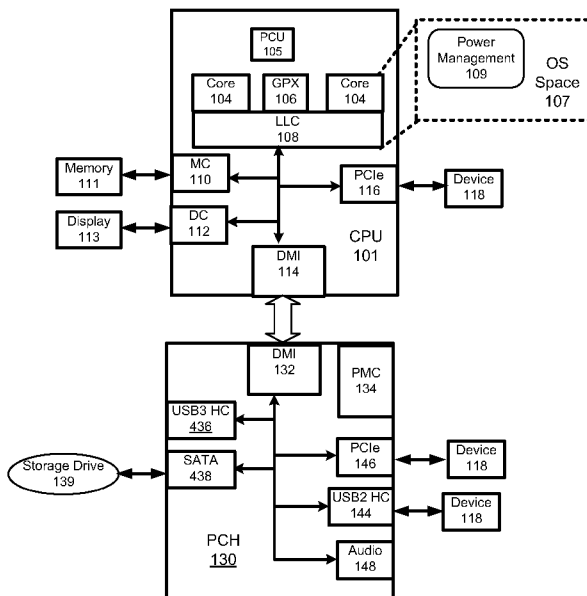 PCU
105
Power
Management
109
OS
Space
107
Core
104
GPX
106
Core
104
LLC
108
Memory
111
MC
110
PCIe
116
Device
118
Display
113
DC
112
CPU
101
DMI
114
DMI
132
PMC
134
USB3 HC
436
Storage Drive
139
SATA
438
PCIe
146
Device
118
USB2 HC
144
Device
118
PCH
130
Audio
148